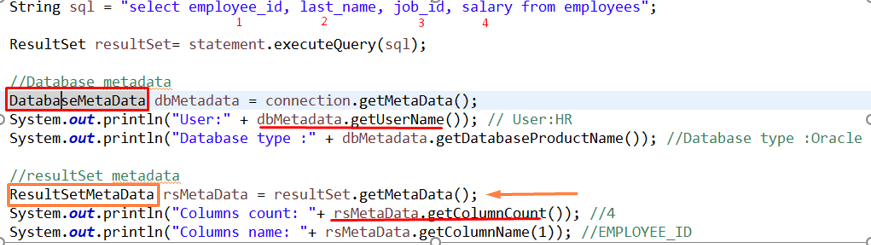 String sql = "select employee_id, last_name, job_id, salary from employees";
1 2 3 4
ResultSet resultSet= statement.executeQuery(sql);
//Database metadata
DatabaseMetaData dbMetadata = connection.getMetaData();
System.out.println("User:" + dbMetadata.getUserName()); // User:HR
System.out.println("Database type :" + dbMetadata.getDatabaseProductName()); //Database type :Oracle
//resultSet metadata
ResultSetMetaData rsMetaData = resultSet.getMetaData();
System.out.println("Columns count: "+ rsMetaData.getColumnCount()); //4
System.out.println("Columns name: "+ rsMetaData.getColumnName(1)); //EMPLOYEE_ID